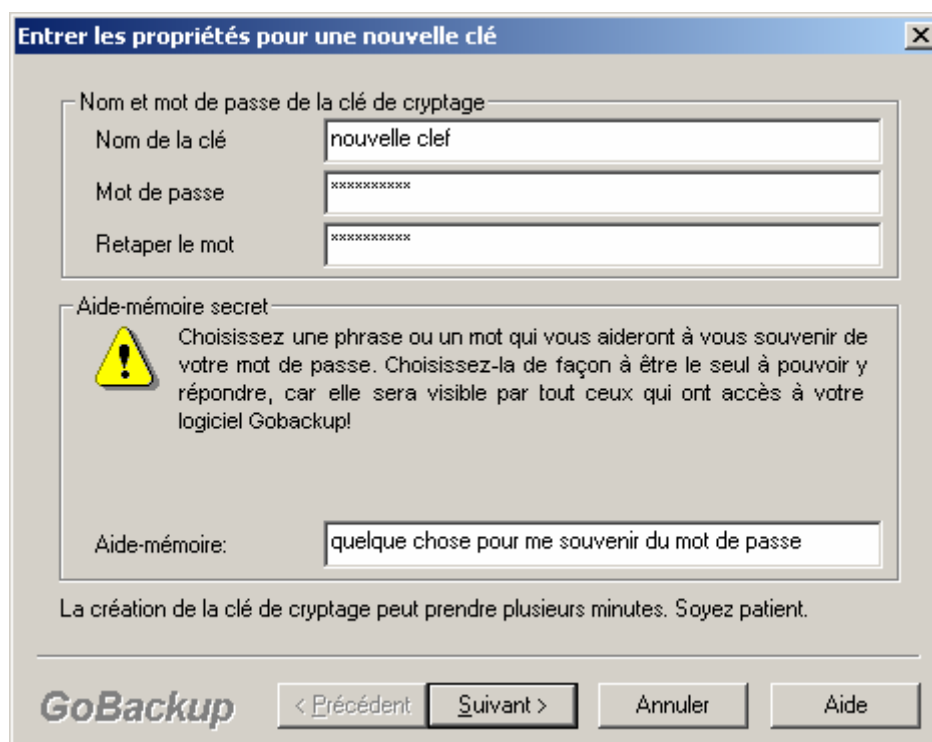 Entrer les propriétés pour une nouvelle clé
Nom et mot de passe de la clé de cryptage
Nom de la clé nouvelle clef
Mot de passe **********
Retaper le mot **********
Aide-mémoire secret
Choisissez une phrase ou un mot qui vous aideront à vous souvenir de
votre mot de passe. Choisissez-la de façon à être le seul à pouvoir y
répondre, car elle sera visible par tout ceux qui ont accès à votre
logiciel Gobackup!
Aide-mémoire: quelque chose pour me souvenir du mot de passe
La création de la clé de cryptage peut prendre plusieurs minutes. Soyez patient.
GoBackup < Précédent Suivant > Annuler Aide